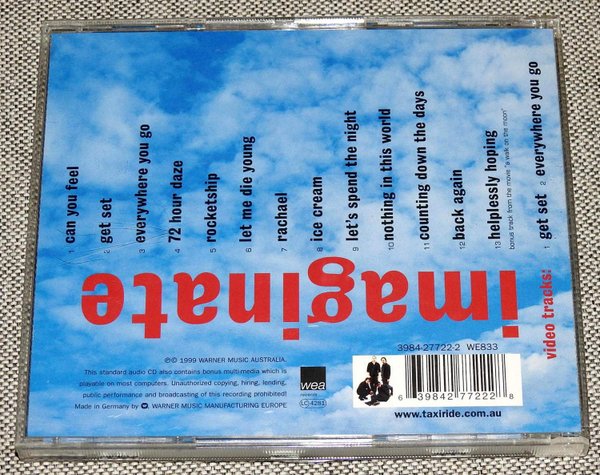 1 can you feel
2 get set
3 everywhere you go
4 72 hour daze
5 rocketship
6 let me die young
7 rachael
8 ice cream
9 let's spend the night
10 nothing in this world
11 counting down the days
12 back again
13 helplessly hoping
bonus track from the movie "a walk on the moon"
video tracks: 1 get set 2 everywhere you go
imaginate
℗© 1999 WARNER MUSIC AUSTRALIA.
This standard audio CD also contains bonus multi-media which is
playable on most computers. Unauthorized copying, hiring, lending,
public performance and broadcasting of this recording prohibited!
Made in Germany by WARNER MUSIC MANUFACTURING EUROPE
wea
records
LC 4281
3984-27722-2 WE833
6 39842 77222 8
www.taxiride.com.au